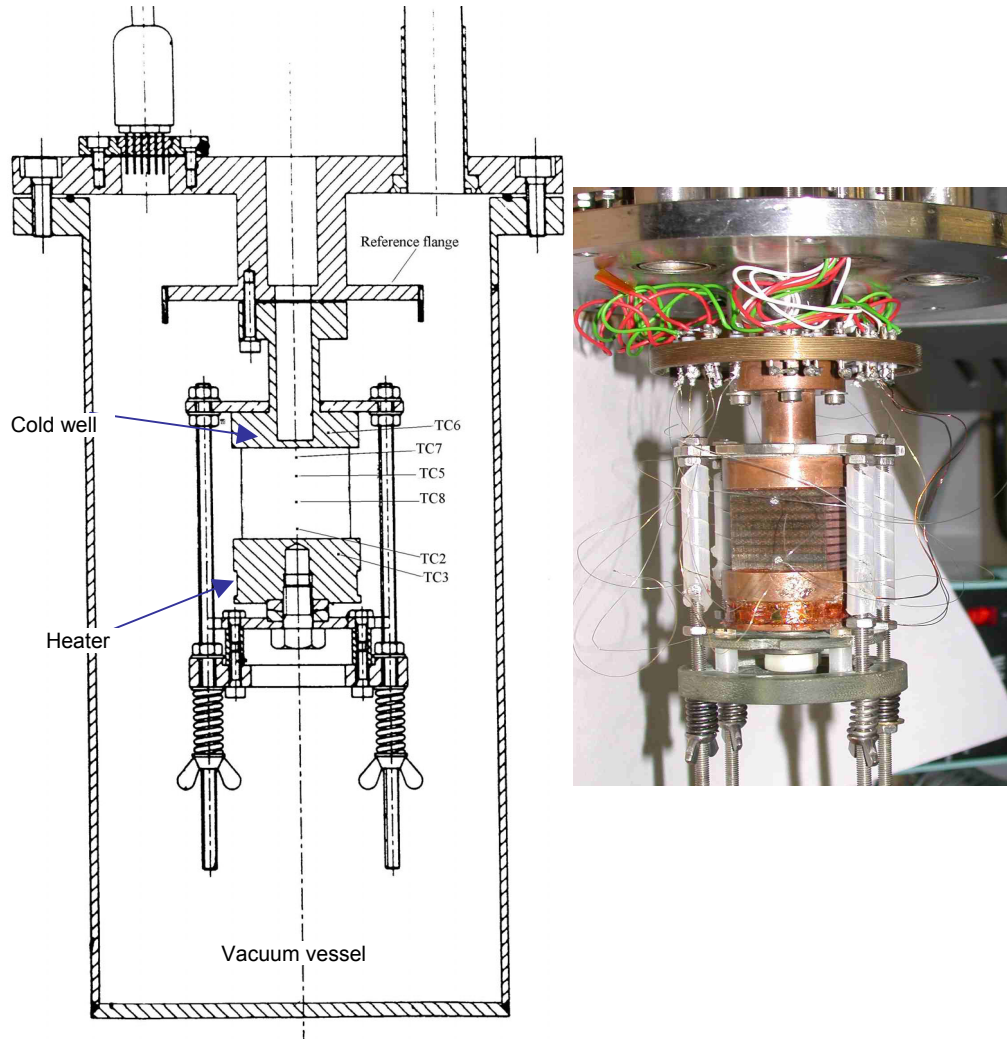 Reference flange
Cold well
TC6
TC7
TC5
TC8
TC2
TC3
Heater
Vacuum vessel